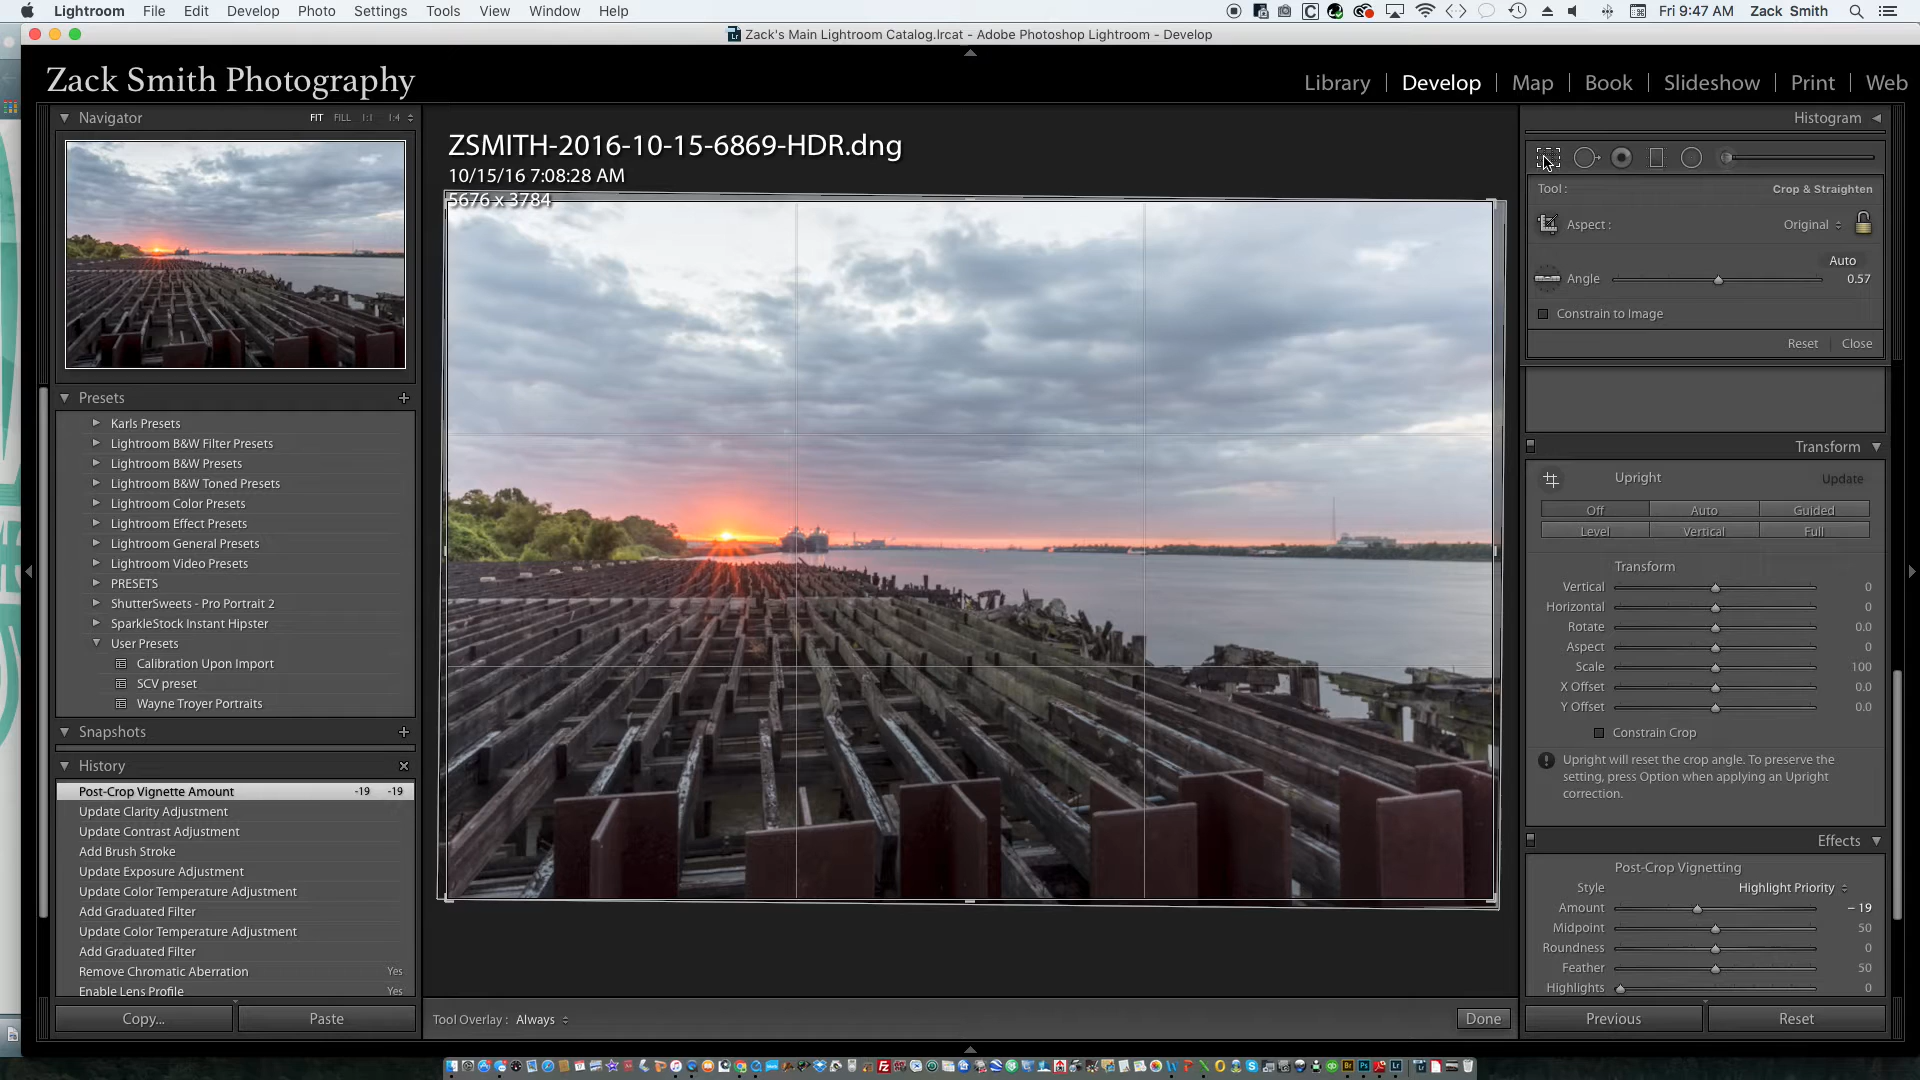 Lightroom File Edit Develop Photo Settings Tools View Window Help
Fri 9:47 AM Zack Smith
Zack's Main Lightroom Catalog.lrcat - Adobe Photoshop Lightroom - Develop
Zack Smith Photography
Library | Develop | Map | Book | Slideshow | Print | Web
Navigator FIT FILL 1:1 1:4
Presets +
Karls Presets
Lightroom B&W Filter Presets
Lightroom B&W Presets
Lightroom B&W Toned Presets
Lightroom Color Presets
Lightroom Effect Presets
Lightroom General Presets
Lightroom Video Presets
PRESETS
ShutterSweets - Pro Portrait 2
SparkleStock Instant Hipster
User Presets
Calibration Upon Import
SCV preset
Wayne Troyer Portraits
Snapshots +
History
Post-Crop Vignette Amount -19 -19
Update Clarity Adjustment
Update Contrast Adjustment
Add Brush Stroke
Update Exposure Adjustment
Update Color Temperature Adjustment
Add Graduated Filter
Update Color Temperature Adjustment
Add Graduated Filter
Remove Chromatic Aberration Yes
Enable Lens Profile Yes
Copy... Paste
ZSMITH-2016-10-15-6869-HDR.dng
10/15/16 7:08:28 AM
5676 x 3784
Tool Overlay : Always
Done
Histogram
Tool : Crop & Straighten
Aspect : Original
Auto
Angle 0.57
Constrain to Image
Reset Close
Transform
Upright Update
Off Auto Guided
Level Vertical Full
Transform
Vertical 0
Horizontal 0
Rotate 0.0
Aspect 0
Scale 100
X Offset 0.0
Y Offset 0.0
Constrain Crop
Upright will reset the crop angle. To preserve the
setting, press Option when applying an Upright
correction.
Effects
Post-Crop Vignetting
Style Highlight Priority
Amount – 19
Midpoint 50
Roundness 0
Feather 50
Highlights 0
Previous Reset